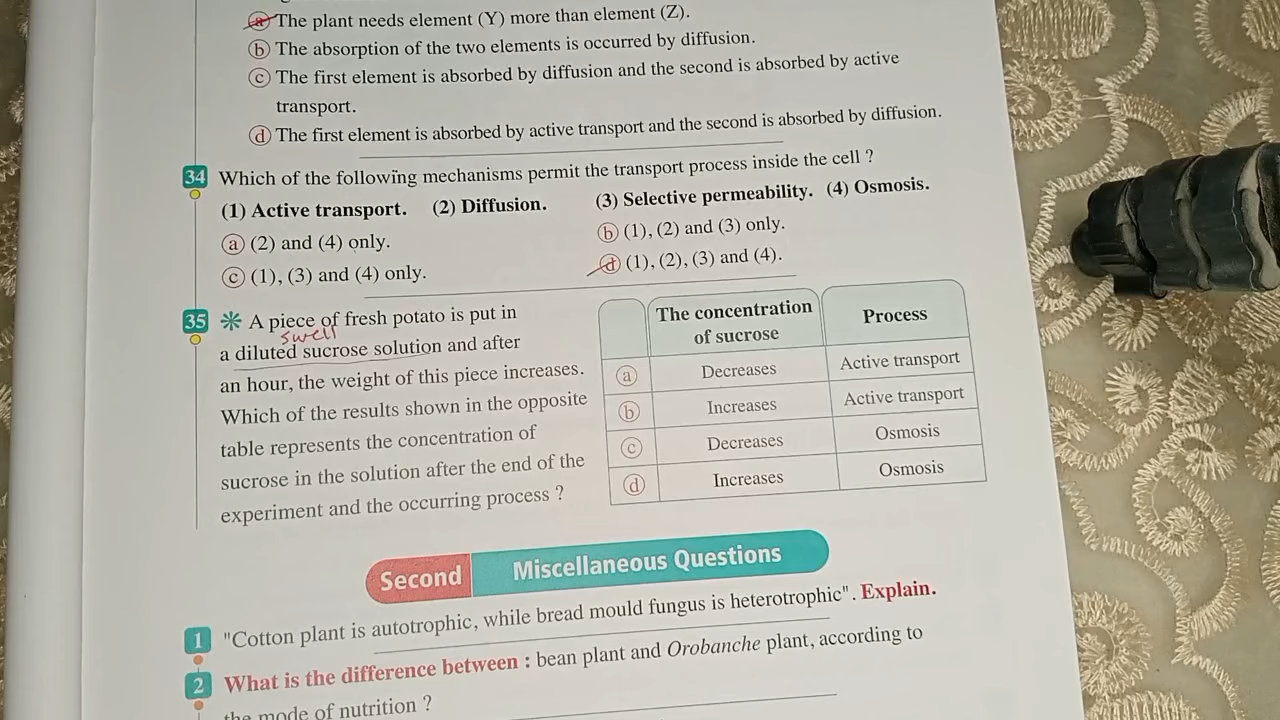 ⓐ The plant needs element (Y) more than element (Z).
ⓑ The absorption of the two elements is occurred by diffusion.
ⓒ The first element is absorbed by diffusion and the second is absorbed by active
transport.
ⓓ The first element is absorbed by active transport and the second is absorbed by diffusion.
34 Which of the following mechanisms permit the transport process inside the cell ?
(1) Active transport. (2) Diffusion. (3) Selective permeability. (4) Osmosis.
ⓐ (2) and (4) only. ⓑ (1), (2) and (3) only.
ⓒ (1), (3) and (4) only. ⓓ (1), (2), (3) and (4).
35 ✳ A piece of fresh potato is put in
swell
a diluted sucrose solution and after
an hour, the weight of this piece increases.
Which of the results shown in the opposite
table represents the concentration of
sucrose in the solution after the end of the
experiment and the occurring process ?
The concentration of sucrose Process
ⓐ Decreases Active transport
ⓑ Increases Active transport
ⓒ Decreases Osmosis
ⓓ Increases Osmosis
Second Miscellaneous Questions
1 "Cotton plant is autotrophic, while bread mould fungus is heterotrophic". Explain.
2 What is the difference between : bean plant and Orobanche plant, according to
the mode of nutrition ?